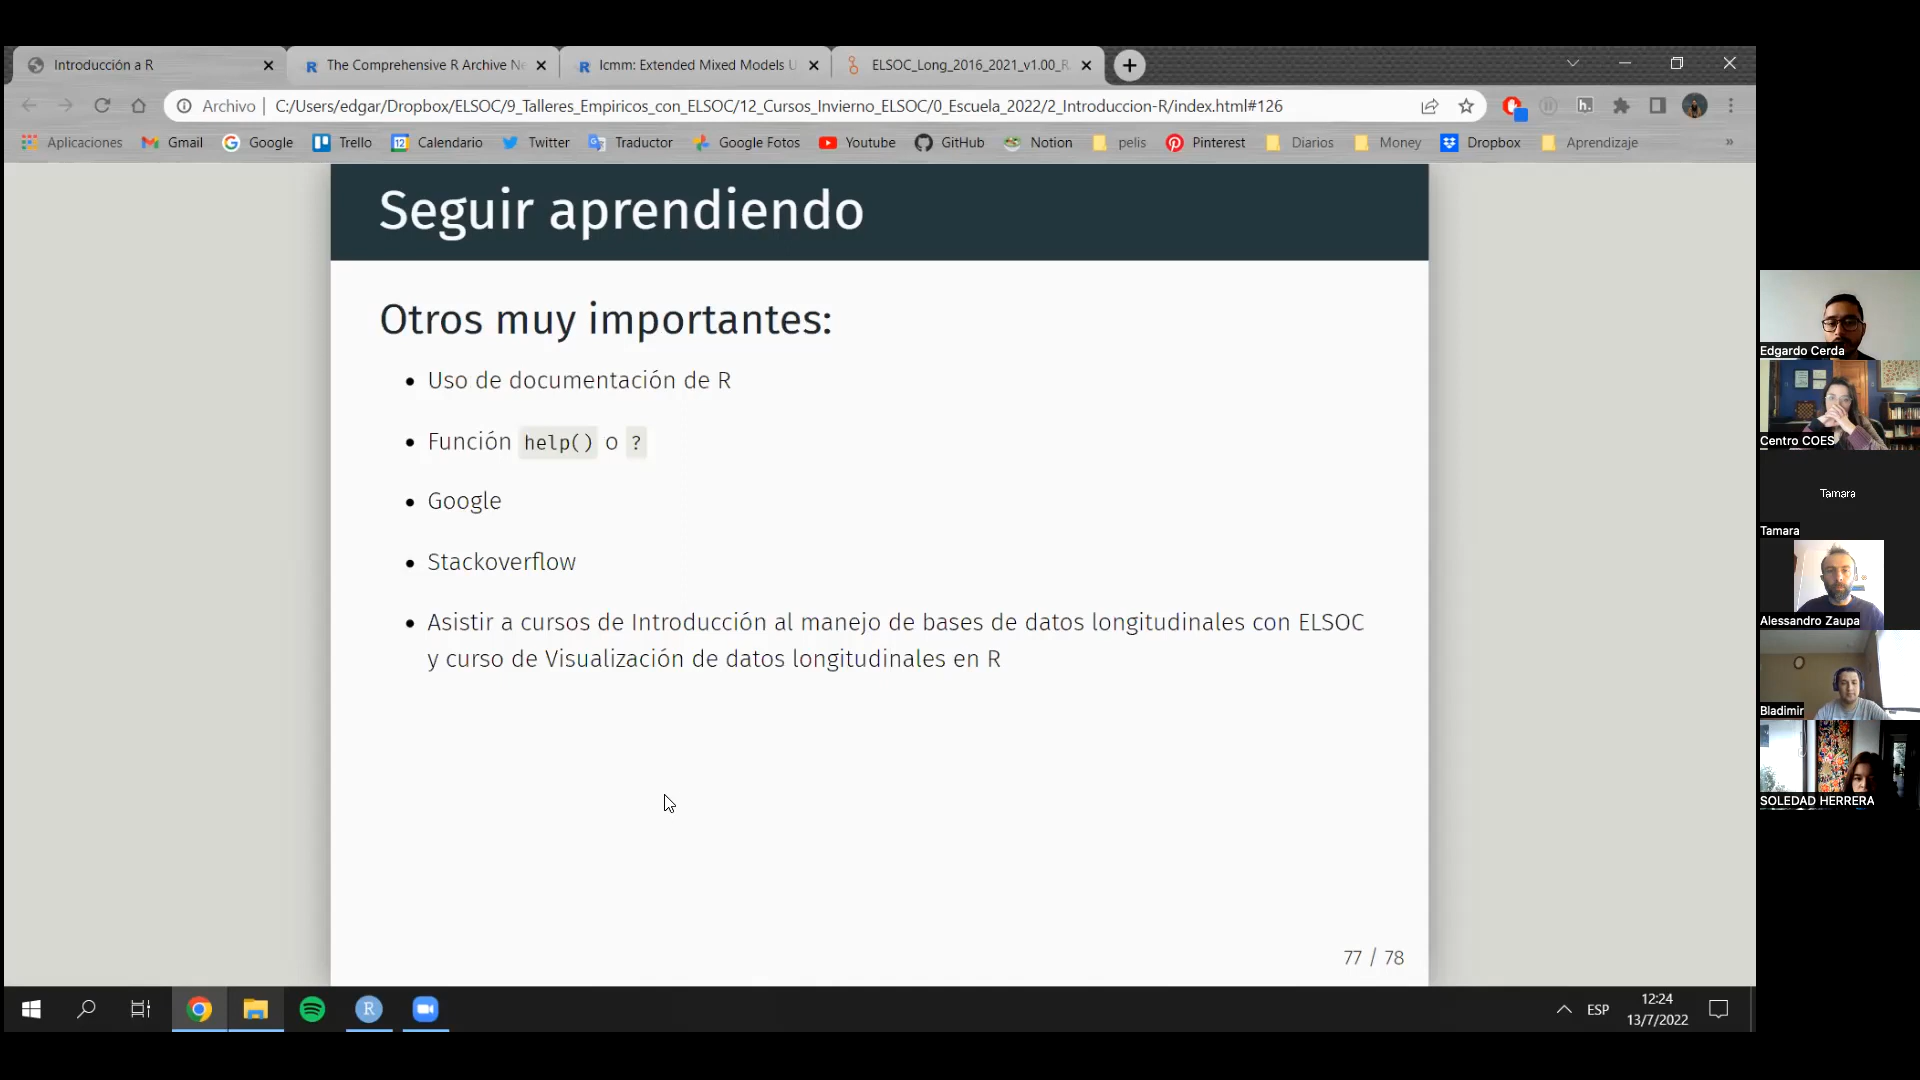 Introducción a R
The Comprehensive R Archive Ne
lcmm: Extended Mixed Models U
ELSOC_Long_2016_2021_v1.00_R
Archivo
C:/Users/edgar/Dropbox/ELSOC/9_Talleres_Empiricos_con_ELSOC/12_Cursos_Invierno_ELSOC/0_Escuela_2022/2_Introduccion-R/index.html#126
Aplicaciones
Gmail
Google
Trello
Calendario
Twitter
Traductor
Google Fotos
Youtube
GitHub
Notion
pelis
Pinterest
Diarios
Money
Dropbox
Aprendizaje
»
Seguir aprendiendo
Otros muy importantes:
• Uso de documentación de R
• Función help() o ?
• Google
• Stackoverflow
• Asistir a cursos de Introducción al manejo de bases de datos longitudinales con ELSOC
y curso de Visualización de datos longitudinales en R
77 / 78
Edgardo Cerda
Centro COES
Tamara
Tamara
Alessandro Zaupa
Bladimir
SOLEDAD HERRERA
ESP
12:24
13/7/2022